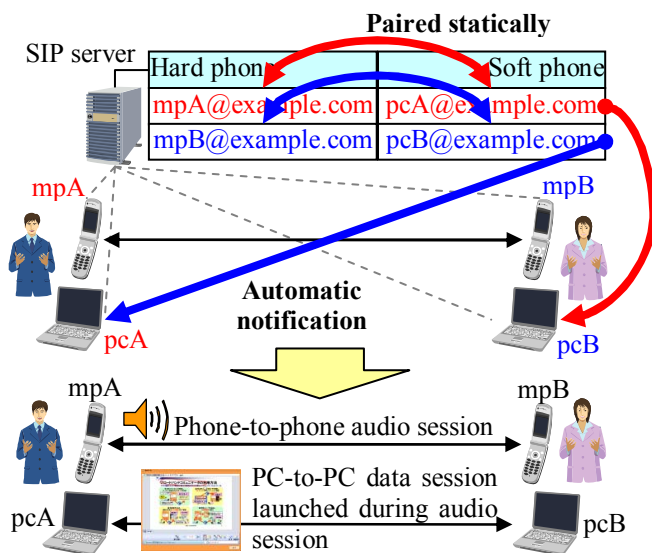 Paired statically
SIP server
Hard phone Soft phone
mpA@example.com pcA@example.com
mpB@example.com pcB@example.com
mpA mpB
Automatic
notification
pcA pcB
mpA mpB
Phone-to-phone audio session
PC-to-PC data session
launched during audio
session
pcA pcB